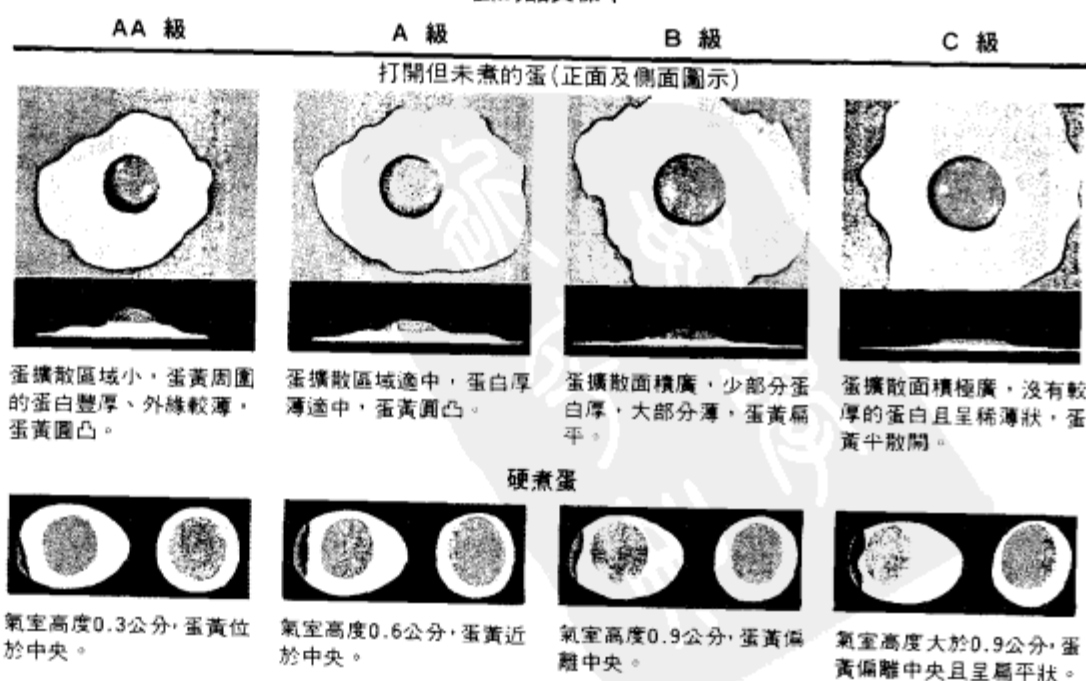 AA 級
A 級
B 級
C 級
打開但未煮的蛋(正面及側面圖示)
蛋擴散區域小，蛋黃周圍
的蛋白豐厚、外緣較薄，
蛋黃圓凸。
蛋擴散區域適中，蛋白厚
薄適中，蛋黃圓凸。
蛋擴散面積廣，少部分蛋
白厚，大部分薄，蛋黃扁
平。
蛋擴散面積極廣，沒有較
厚的蛋白且呈稀薄狀，蛋
黃半散開。
硬煮蛋
氣室高度0.3公分，蛋黃位
於中央。
氣室高度0.6公分，蛋黃近
於中央。
氣室高度0.9公分，蛋黃偏
離中央。
氣室高度大於0.9公分，蛋
黃偏離中央且呈扁平狀。